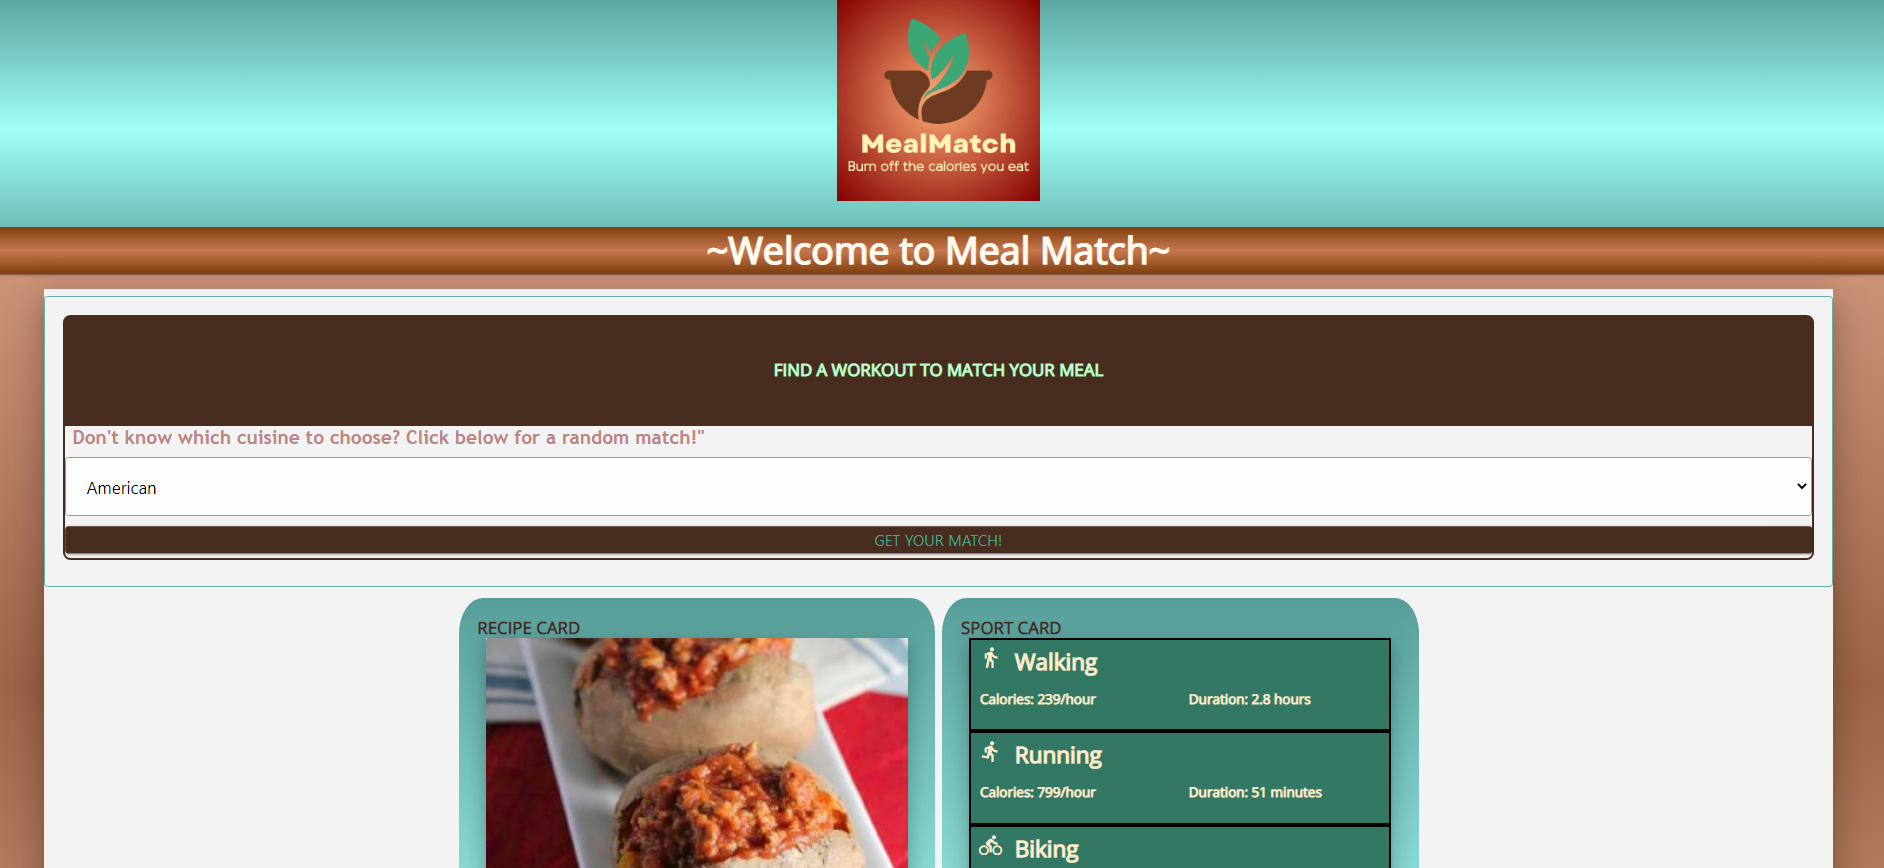 MealMatch
Burn off the calories you eat
~Welcome to Meal Match~
FIND A WORKOUT TO MATCH YOUR MEAL
Don't know which cuisine to choose? Click below for a random match!"
American
GET YOUR MATCH!
RECIPE CARD
SPORT CARD
Walking
Calories: 239/hour Duration: 2.8 hours
Running
Calories: 799/hour Duration: 51 minutes
Biking